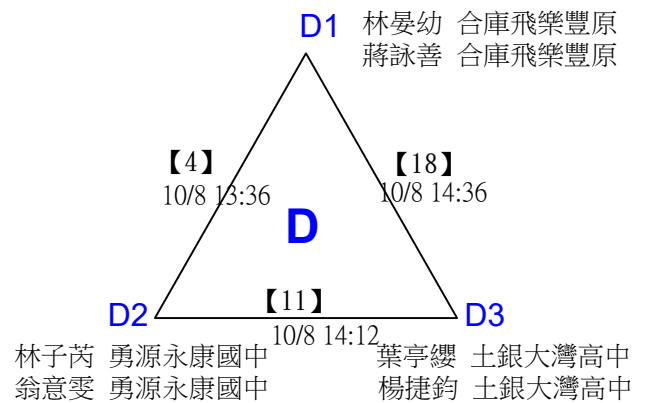 D1 林晏幼 合庫飛樂豐原
蔣詠善 合庫飛樂豐原
【4】
10/8 13:36
【18】
10/8 14:36
D
【11】
10/8 14:12
D2
D3
林子芮 勇源永康國中
翁意雯 勇源永康國中
葉亭纓 土銀大灣高中
楊捷鈞 土銀大灣高中